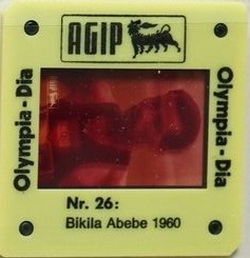 AGIP
Olympia-Dia
Olympia-Dia
Nr. 26:
Bikila Abebe 1960